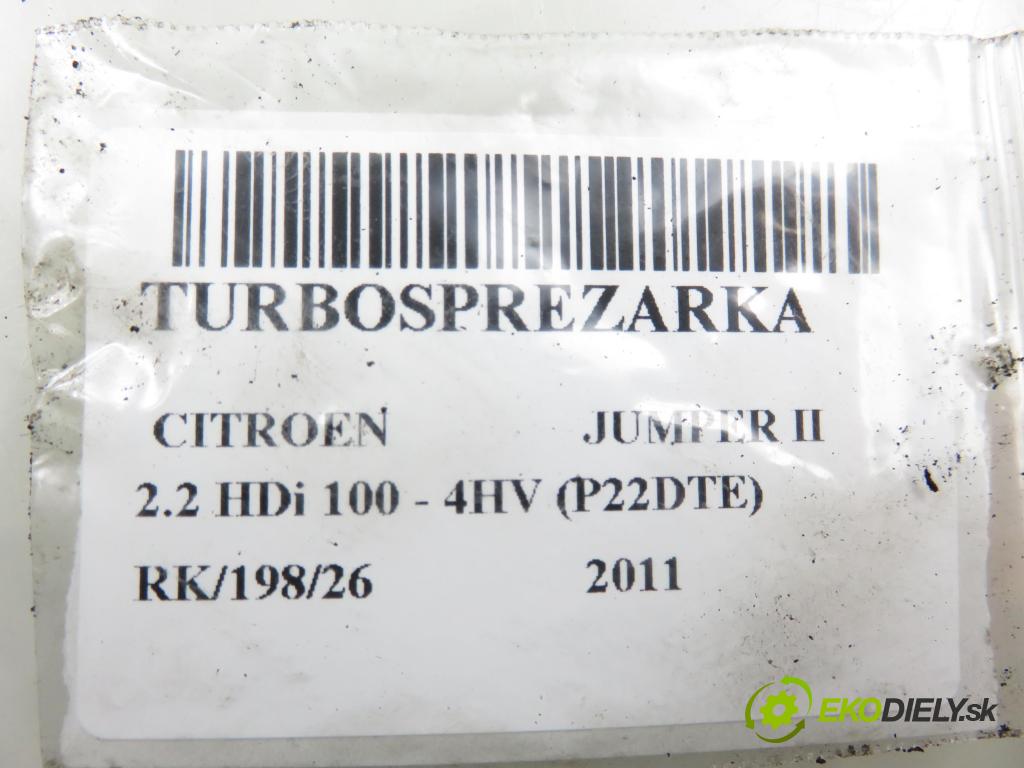 TURBOSPREZARKA
CITROEN JUMPER II
2.2 HDi 100 - 4HV (P22DTE)
RK/198/26 2011
EKODIELY.sk